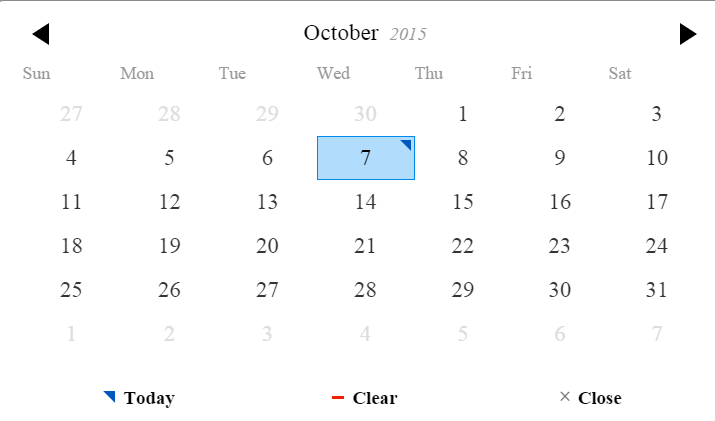 October 2015
Sun Mon Tue Wed Thu Fri Sat
27 28 29 30 1 2 3
4 5 6 7 8 9 10
11 12 13 14 15 16 17
18 19 20 21 22 23 24
25 26 27 28 29 30 31
1 2 3 4 5 6 7
Today Clear × Close